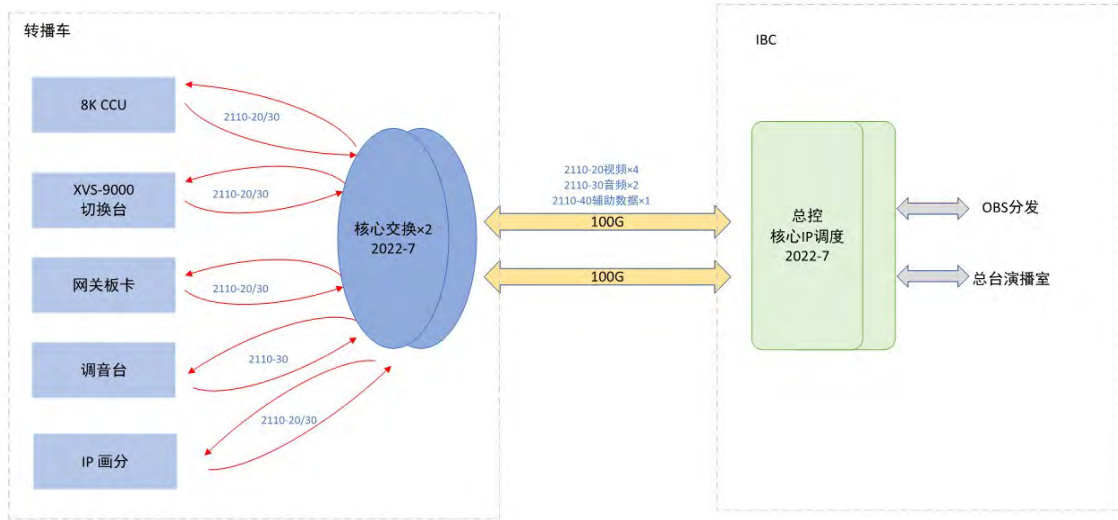 转播车
8K CCU
2110-20/30
XVS-9000
切换台
2110-20/30
网关板卡
2110-20/30
调音台
2110-30
IP 画分
2110-20/30
核心交换×2
2022-7
2110-20视频×4
2110-30音频×2
2110-40辅助数据×1
100G
100G
IBC
总控
核心IP调度
2022-7
OBS分发
总台演播室